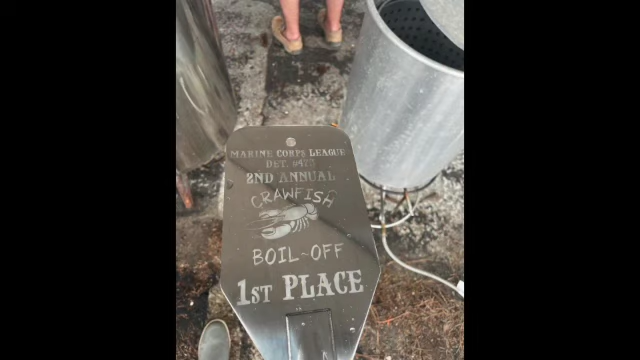 MARINE CORPS LEAGUE
DET.
2ND ANNUAL
CRAWFISH
BOIL-OFF
1ST PLACE